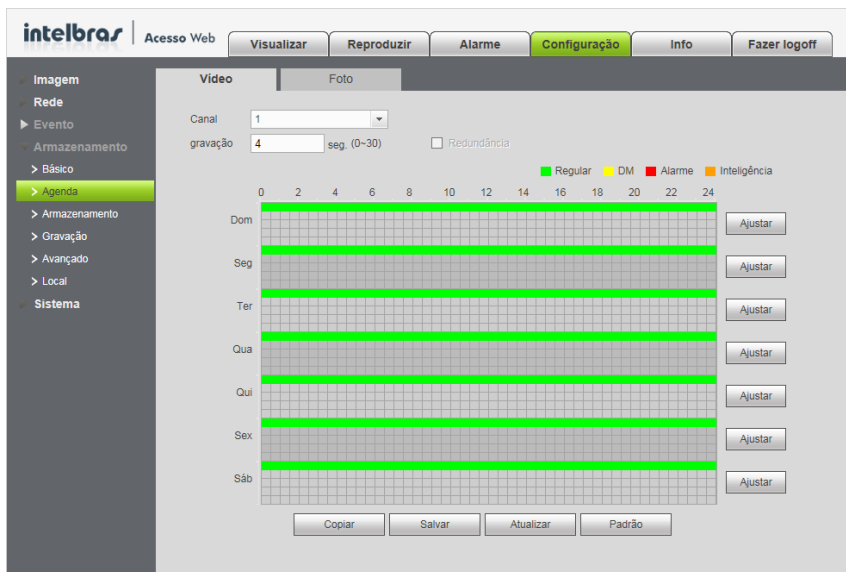 intelbras Acesso Web Visualizar Reproduzir Alarme Configuração Info Fazer logoff
Imagem
Rede
Evento
Armazenamento
Básico
Agenda
Armazenamento
Gravação
Avançado
Local
Sistema
Vídeo Foto
Canal 1
gravação 4 seg. (0~30) Redundância
Regular DM Alarme Inteligência
0 2 4 6 8 10 12 14 16 18 20 22 24
Dom Ajustar
Seg Ajustar
Ter Ajustar
Qua Ajustar
Qui Ajustar
Sex Ajustar
Sáb Ajustar
Copiar Salvar Atualizar Padrão